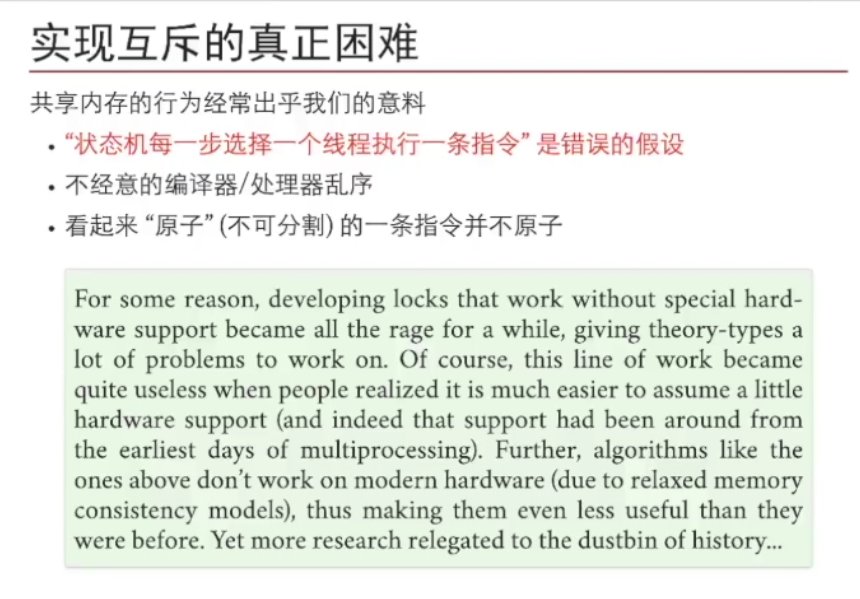 实现互斥的真正困难
共享内存的行为经常出乎我们的意料
• “状态机每一步选择一个线程执行一条指令” 是错误的假设
• 不经意的编译器/处理器乱序
• 看起来 “原子” (不可分割) 的一条指令并不原子
For some reason, developing locks that work without special hard-
ware support became all the rage for a while, giving theory-types a
lot of problems to work on. Of course, this line of work became
quite useless when people realized it is much easier to assume a little
hardware support (and indeed that support had been around from
the earliest days of multiprocessing). Further, algorithms like the
ones above don’t work on modern hardware (due to relaxed memory
consistency models), thus making them even less useful than they
were before. Yet more research relegated to the dustbin of history...